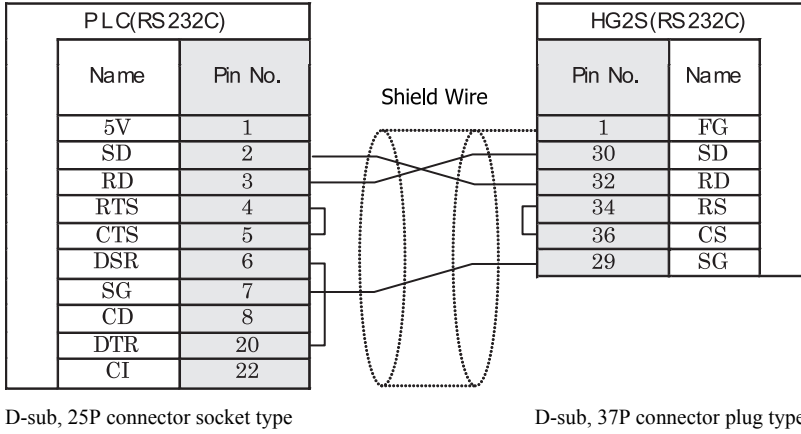 PLC(RS232C) HG2S(RS232C)
Name Pin No. Pin No. Name
Shield Wire
5V 1 1 FG
SD 2 30 SD
RD 3 32 RD
RTS 4 34 RS
CTS 5 36 CS
DSR 6 29 SG
SG 7
CD 8
DTR 20
CI 22
D-sub, 25P connector socket type D-sub, 37P connector plug type